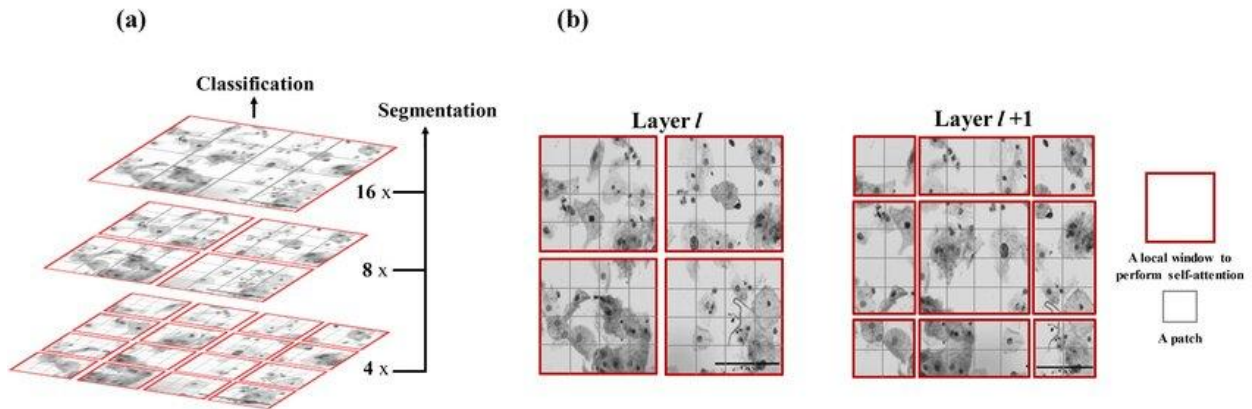 (a)
(b)
Classification
Segmentation
16 x
8 x
4 x
Layer l
Layer l +1
A local window to
perform self-attention
A patch